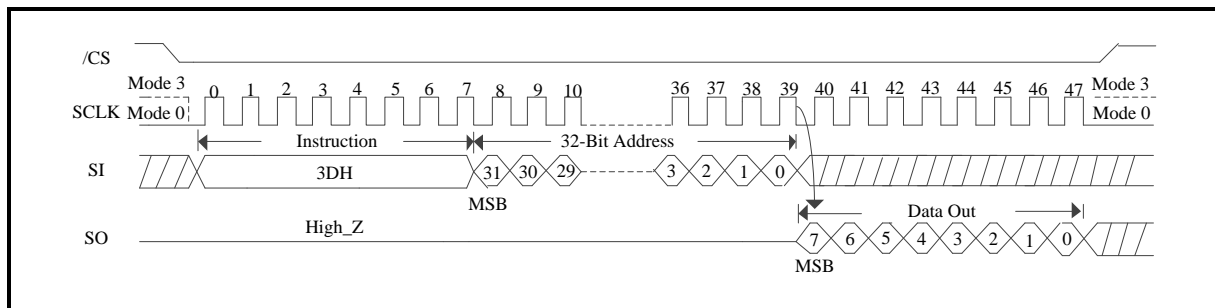 /CS
Mode 3 0 1 2 3 4 5 6 7 8 9 10 36 37 38 39 40 41 42 43 44 45 46 47 Mode 3
SCLK Mode 0 Mode 0
Instruction 32-Bit Address
SI 3DH 31 30 29 3 2 1 0
MSB Data Out
SO High_Z 7 6 5 4 3 2 1 0
MSB